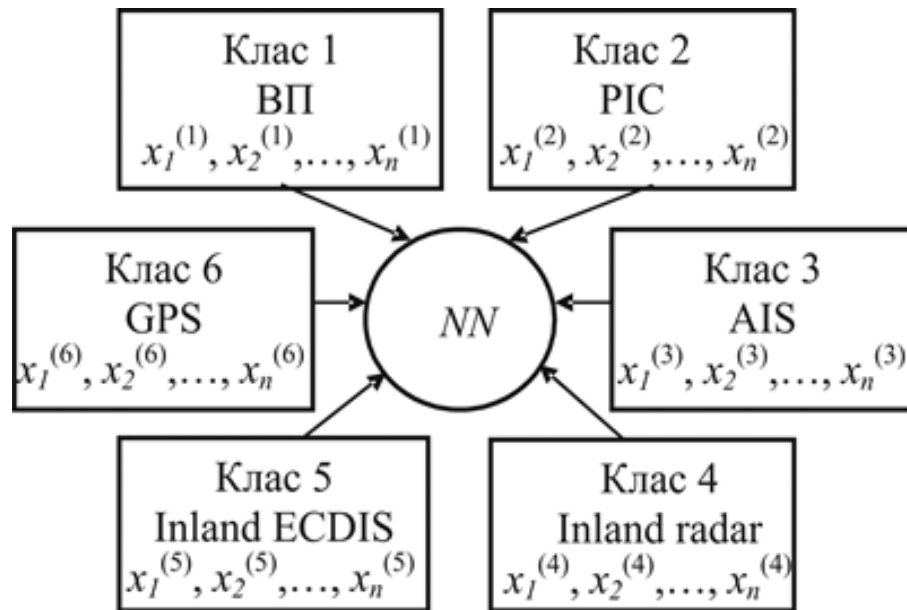 Клас 1
ВП
x₁⁽¹⁾, x₂⁽¹⁾,…, xₙ⁽¹⁾
Клас 2
РІС
x₁⁽²⁾, x₂⁽²⁾,…, xₙ⁽²⁾
Клас 6
GPS
x₁⁽⁶⁾, x₂⁽⁶⁾,…, xₙ⁽⁶⁾
NN
Клас 3
AIS
x₁⁽³⁾, x₂⁽³⁾,…, xₙ⁽³⁾
Клас 5
Inland ECDIS
x₁⁽⁵⁾, x₂⁽⁵⁾,…, xₙ⁽⁵⁾
Клас 4
Inland radar
x₁⁽⁴⁾, x₂⁽⁴⁾,…, xₙ⁽⁴⁾